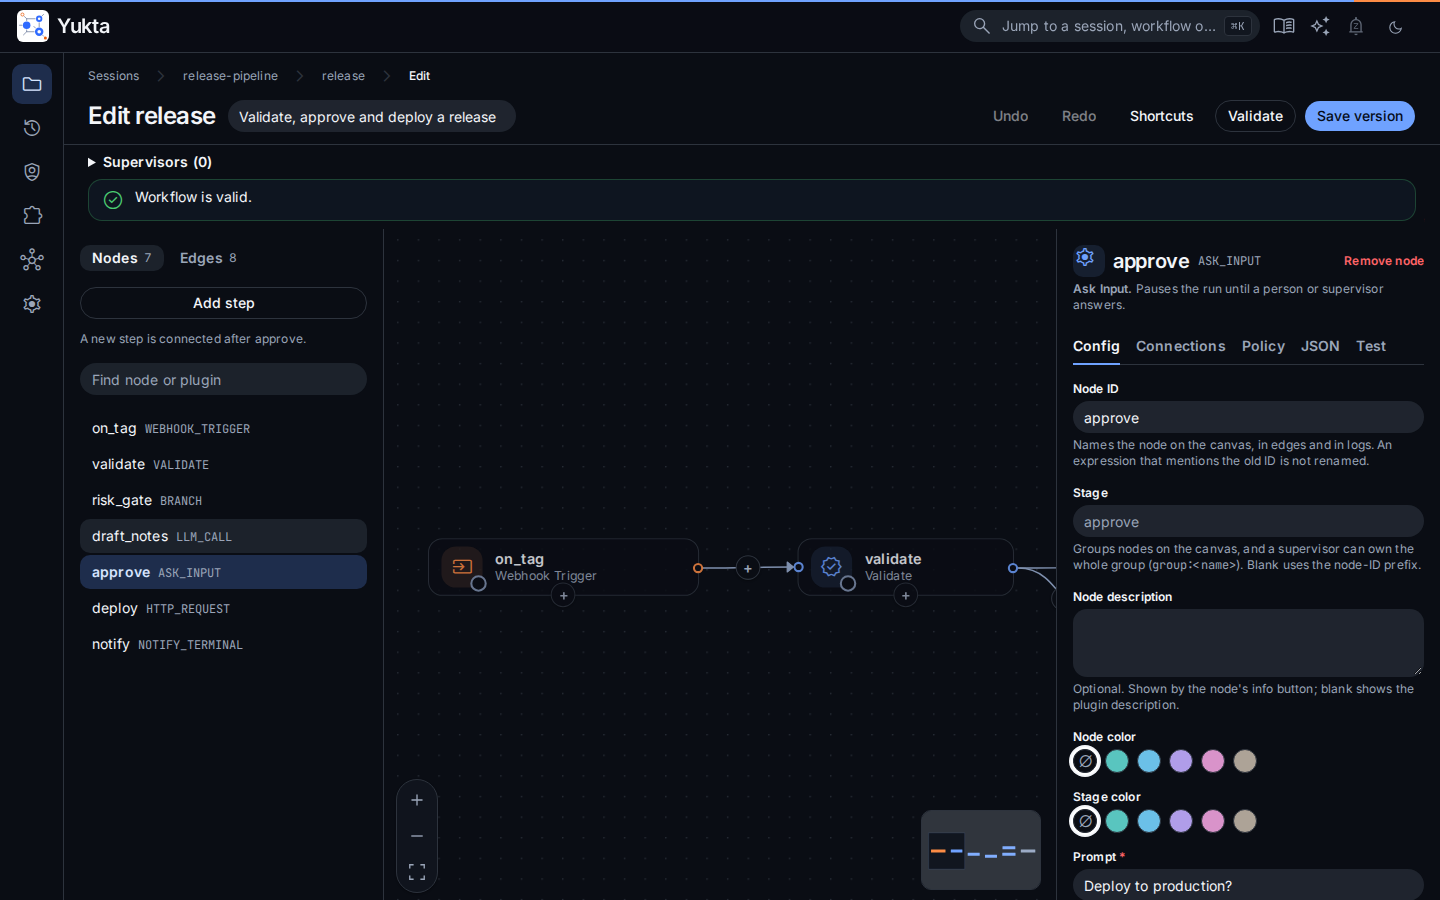 Yukta
Jump to a session, workflow o... ⌘K
Sessions release-pipeline release Edit
Edit release Validate, approve and deploy a release
Undo Redo Shortcuts Validate Save version
Supervisors (0)
Workflow is valid.
Nodes 7 Edges 8
Add step
A new step is connected after approve.
Find node or plugin
on_tag WEBHOOK_TRIGGER
validate VALIDATE
risk_gate BRANCH
draft_notes LLM_CALL
approve ASK_INPUT
deploy HTTP_REQUEST
notify NOTIFY_TERMINAL
on_tag
Webhook Trigger
validate
Validate
approve ASK_INPUT Remove node
Ask Input. Pauses the run until a person or supervisor
answers.
Config Connections Policy JSON Test
Node ID
approve
Names the node on the canvas, in edges and in logs. An
expression that mentions the old ID is not renamed.
Stage
approve
Groups nodes on the canvas, and a supervisor can own the
whole group (group:<name>). Blank uses the node-ID prefix.
Node description
Optional. Shown by the node's info button; blank shows the
plugin description.
Node color
Stage color
Prompt *
Deploy to production?